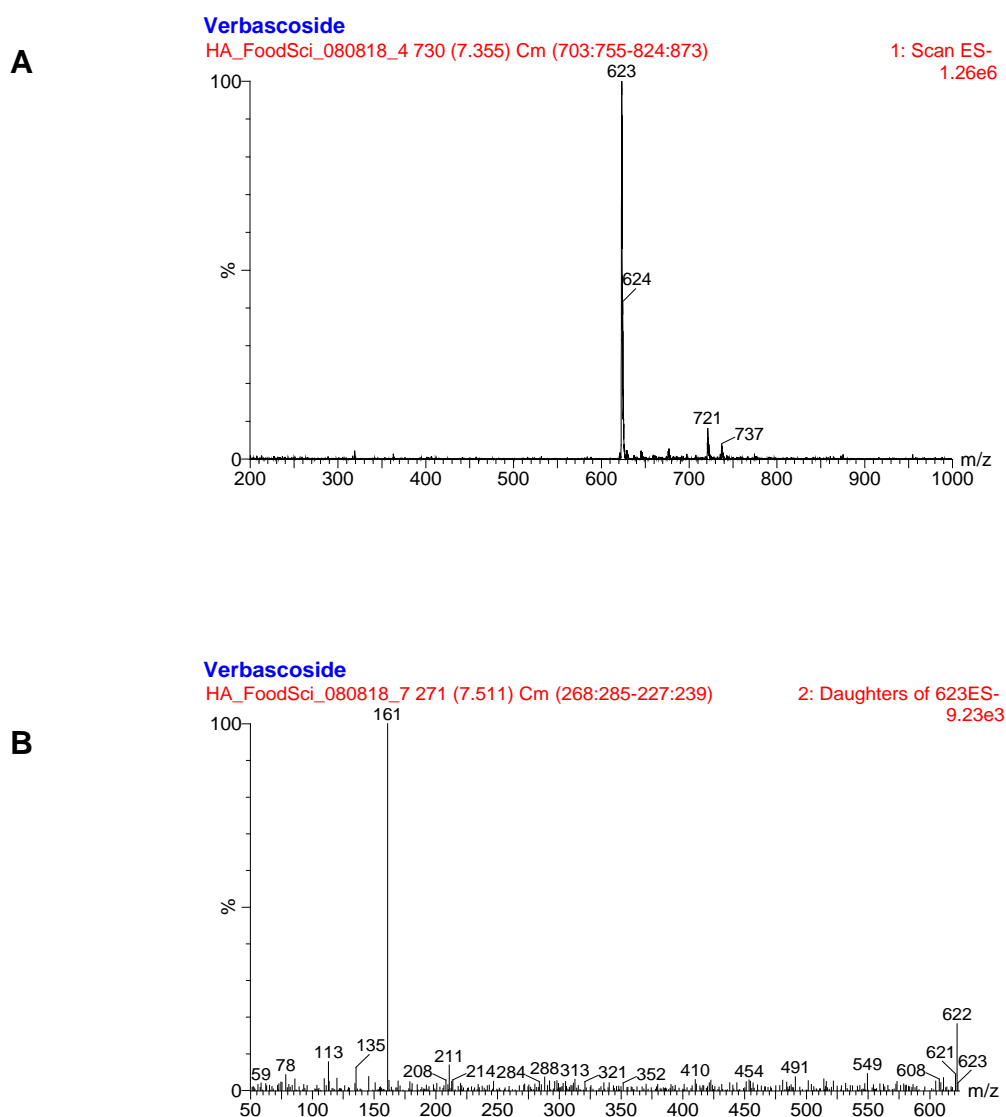 Verbascoside
A
HA_FoodSci_080818_4 730 (7.355) Cm (703:755-824:873)
1: Scan ES-
1.26e6
100
%
0
623
624
721
737
200 300 400 500 600 700 800 900 1000
m/z
Verbascoside
B
HA_FoodSci_080818_7 271 (7.511) Cm (268:285-227:239)
2: Daughters of 623ES-
9.23e3
100
%
0
161
59 78 113 135 208 211 214 284 288 313 321 352 410 454 491 549 608 621 622 623
50 100 150 200 250 300 350 400 450 500 550 600
m/z